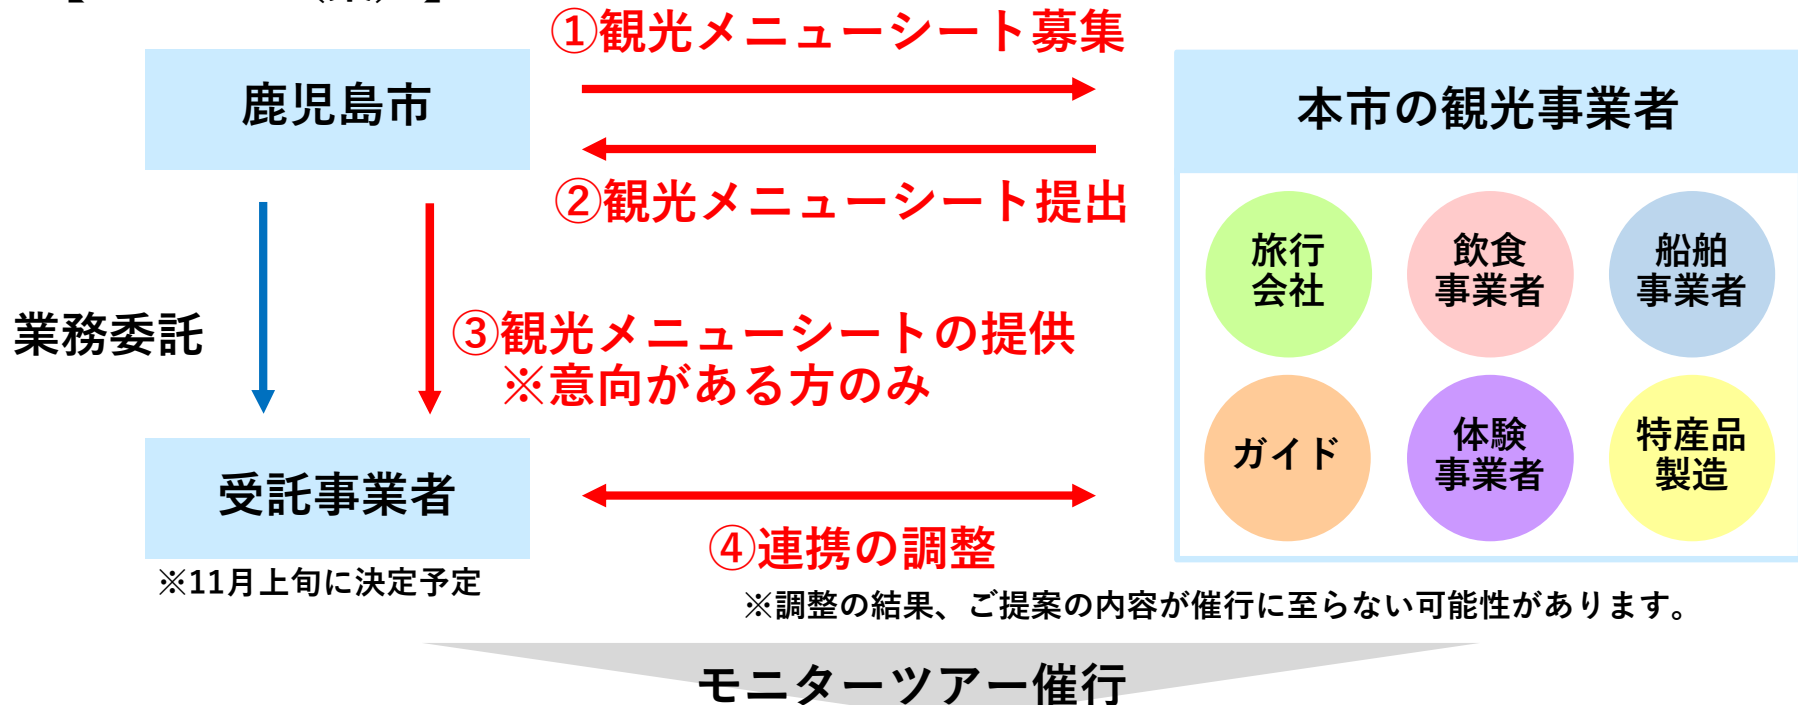 ①観光メニューシート募集
鹿児島市
本市の観光事業者
②観光メニューシート提出
旅行
会社
飲食
事業者
船舶
事業者
業務委託
③観光メニューシートの提供
※意向がある方のみ
ガイド
体験
事業者
特産品
製造
受託事業者
④連携の調整
※11月上旬に決定予定
※調整の結果、ご提案の内容が催行に至らない可能性があります。
モニターツアー催行